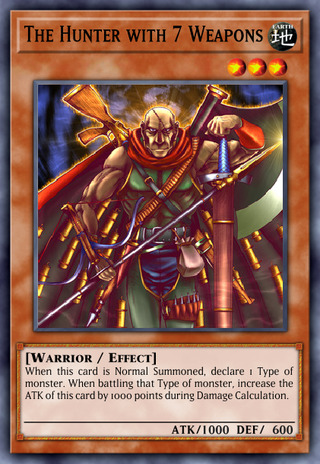 The Hunter with 7 Weapons
EARTH
地
[Warrior / Effect]
When this card is Normal Summoned, declare 1 Type of
monster. When battling that Type of monster, increase the
ATK of this card by 1000 points during Damage Calculation.
ATK/1000 DEF/ 600